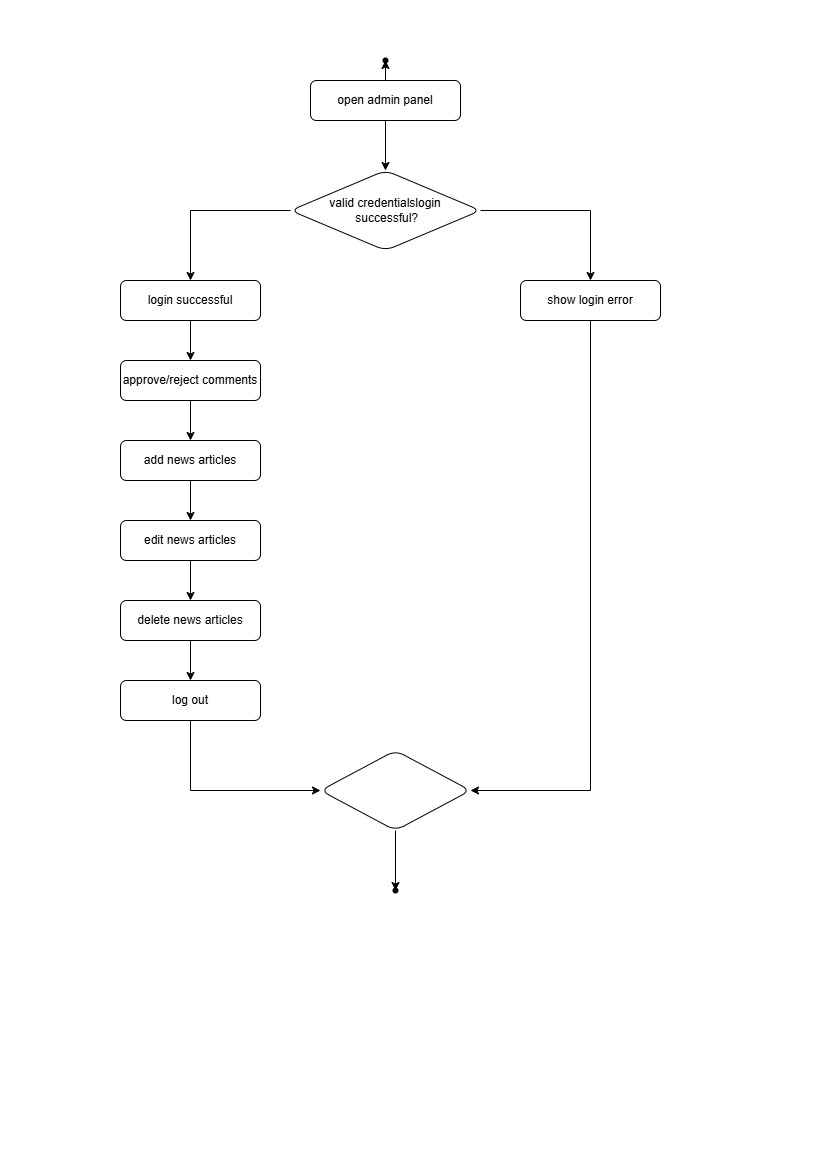 open admin panel
valid credentialslogin
successful?
login successful
show login error
approve/reject comments
add news articles
edit news articles
delete news articles
log out